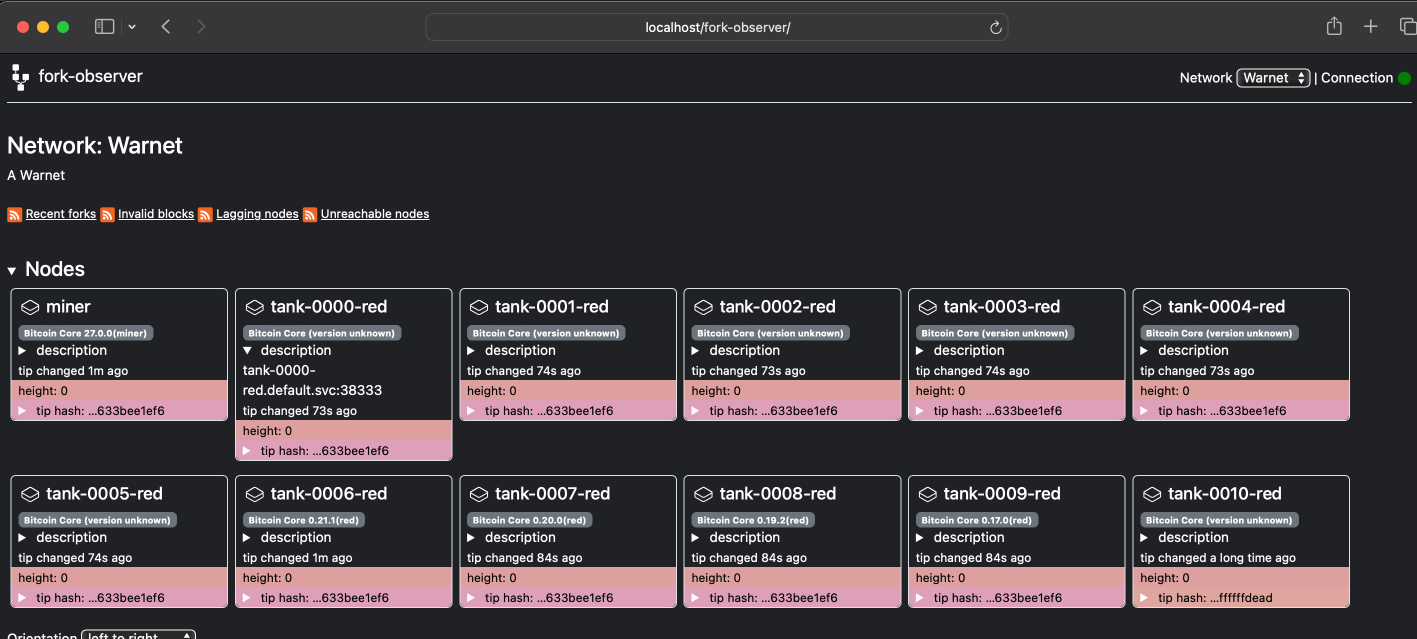 localhost/fork-observer/
fork-observer
Network Warnet | Connection
Network: Warnet
A Warnet
Recent forks Invalid blocks Lagging nodes Unreachable nodes
▼ Nodes
miner
Bitcoin Core 27.0.0(miner)
▶ description
tip changed 1m ago
height: 0
▶ tip hash: ...633bee1ef6
tank-0000-red
Bitcoin Core (version unknown)
▼ description
tank-0000-
red.default.svc:38333
tip changed 73s ago
height: 0
▶ tip hash: ...633bee1ef6
tank-0001-red
Bitcoin Core (version unknown)
▶ description
tip changed 74s ago
height: 0
▶ tip hash: ...633bee1ef6
tank-0002-red
Bitcoin Core (version unknown)
▶ description
tip changed 73s ago
height: 0
▶ tip hash: ...633bee1ef6
tank-0003-red
Bitcoin Core (version unknown)
▶ description
tip changed 74s ago
height: 0
▶ tip hash: ...633bee1ef6
tank-0004-red
Bitcoin Core (version unknown)
▶ description
tip changed 73s ago
height: 0
▶ tip hash: ...633bee1ef6
tank-0005-red
Bitcoin Core (version unknown)
▶ description
tip changed 74s ago
height: 0
▶ tip hash: ...633bee1ef6
tank-0006-red
Bitcoin Core 0.21.1(red)
▶ description
tip changed 1m ago
height: 0
▶ tip hash: ...633bee1ef6
tank-0007-red
Bitcoin Core 0.20.0(red)
▶ description
tip changed 84s ago
height: 0
▶ tip hash: ...633bee1ef6
tank-0008-red
Bitcoin Core 0.19.2(red)
▶ description
tip changed 84s ago
height: 0
▶ tip hash: ...633bee1ef6
tank-0009-red
Bitcoin Core 0.17.0(red)
▶ description
tip changed 84s ago
height: 0
▶ tip hash: ...633bee1ef6
tank-0010-red
Bitcoin Core (version unknown)
▶ description
tip changed a long time ago
height: 0
▶ tip hash: ...ffffffdead
Orientation left to right